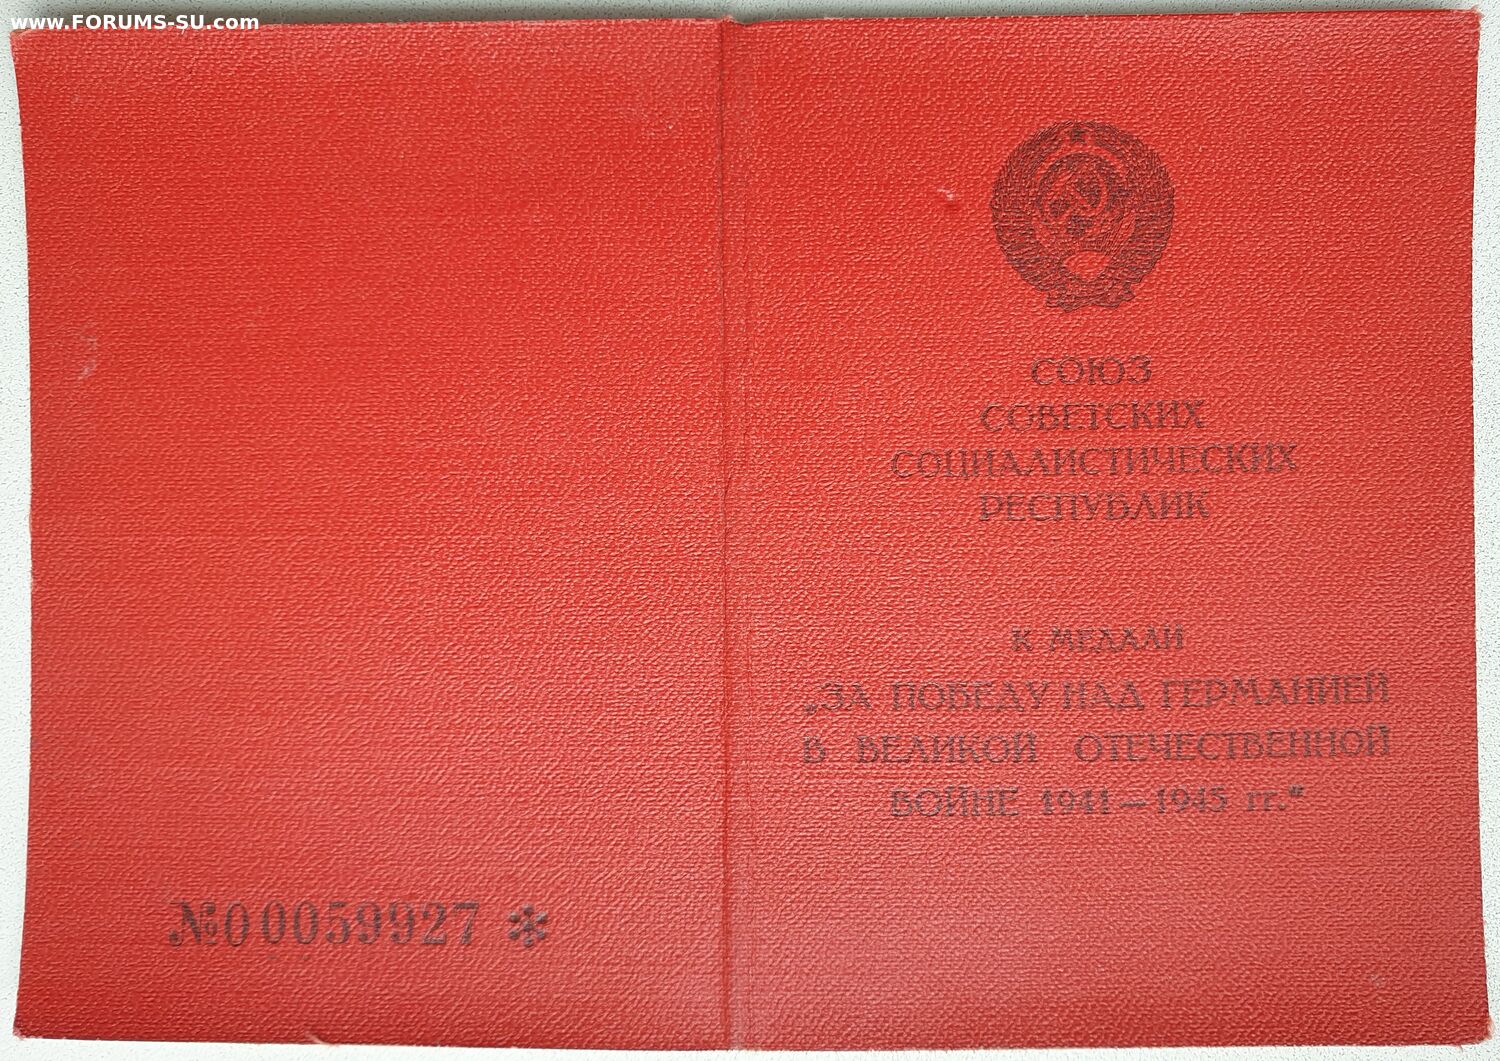 www.FORUMS-SU.com
СОЮЗ
СОВЕТСКИХ
СОЦИАЛИСТИЧЕСКИХ
РЕСПУБЛИК
К МЕДАЛИ
„ЗА ПОБЕДУ НАД ГЕРМАНИЕЙ
В ВЕЛИКОЙ ОТЕЧЕСТВЕННОЙ
ВОЙНЕ 1941—1945 гг.“
№00059927 *